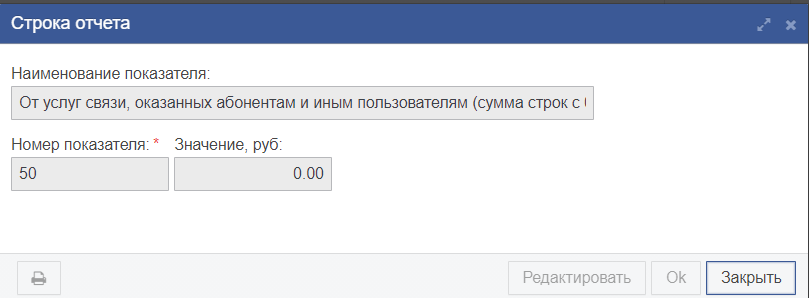 Строка отчета
Наименование показателя:
От услуг связи, оказанных абонентам и иным пользователям (сумма строк с
Номер показателя: * Значение, руб:
50 0.00
Редактировать Ok Закрыть